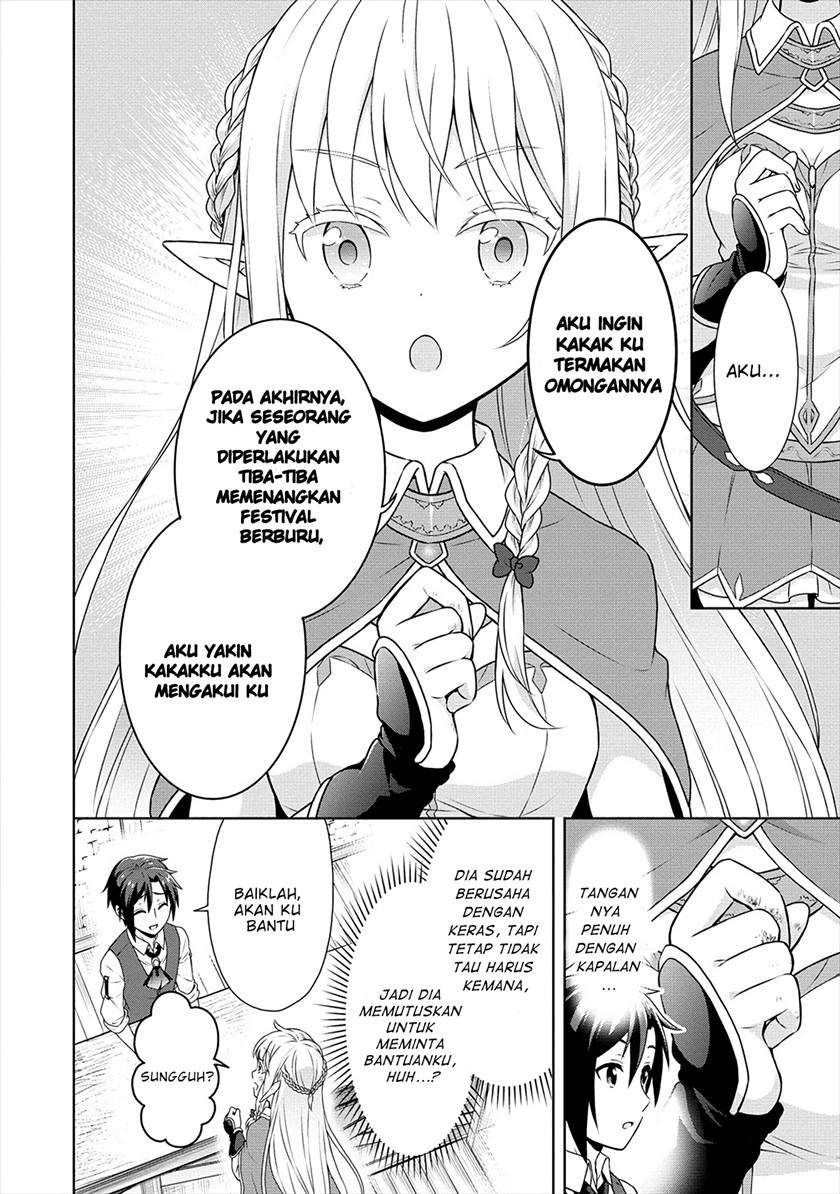 AKU...
AKU INGIN
KAKAK KU
TERMAKAN
OMONGANNYA
PADA AKHIRNYA,
JIKA SESEORANG
YANG
DIPERLAKUKAN
TIBA-TIBA
MEMENANGKAN
FESTIVAL
BERBURU,
AKU YAKIN
KAKAKKU AKAN
MENGAKUI KU
TANGAN
NYA
PENUH
DENGAN
KAPALAN
...
DIA SUDAH
BERUSAHA
DENGAN
KERAS, TAPI
TETAP TIDAK
TAU HARUS
KEMANA,
JADI DIA
MEMUTUSKAN
UNTUK
MEMINTA
BANTUANKU,
HUH...?
BAIKLAH,
AKAN KU
BANTU
SUNGGUH?